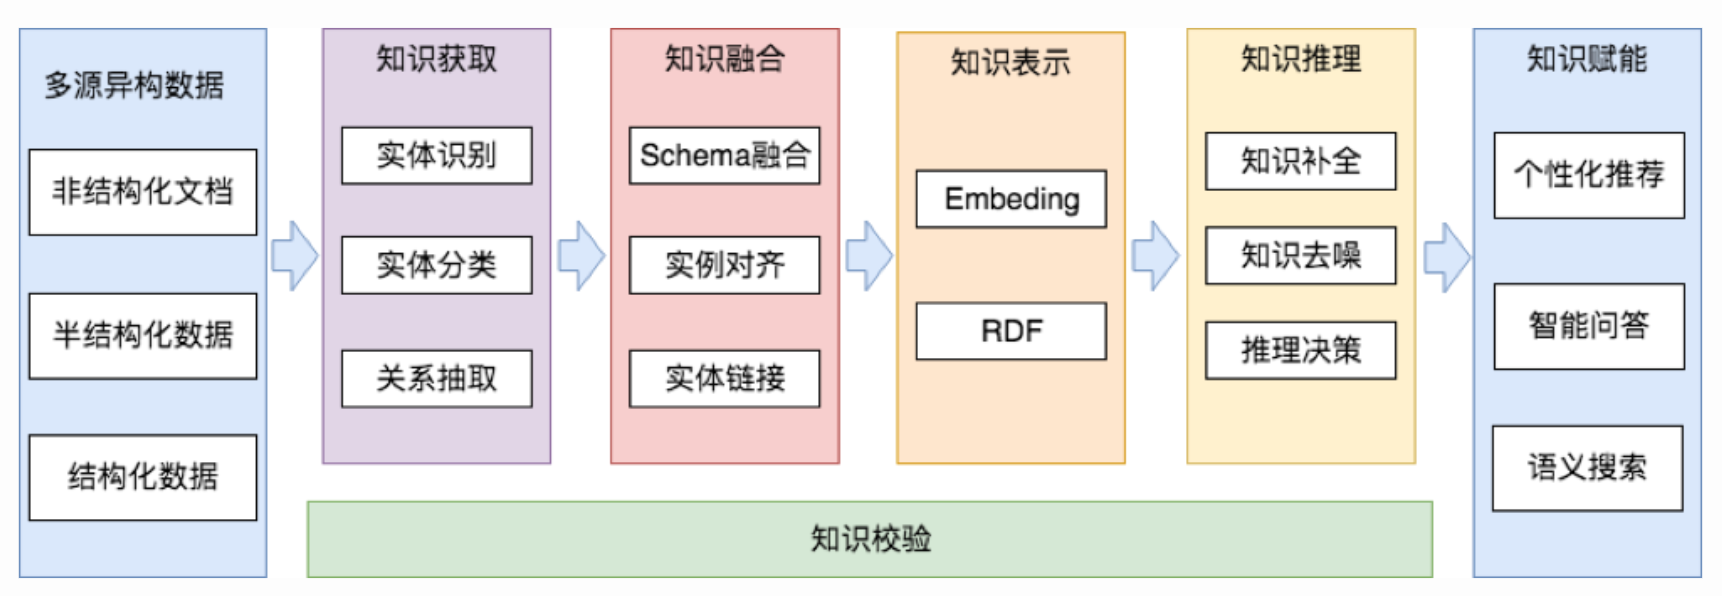 多源异构数据
非结构化文档
半结构化数据
结构化数据
知识获取
实体识别
实体分类
关系抽取
知识融合
Schema融合
实例对齐
实体链接
知识表示
Embeding
RDF
知识推理
知识补全
知识去噪
推理决策
知识赋能
个性化推荐
智能问答
语义搜索
知识校验